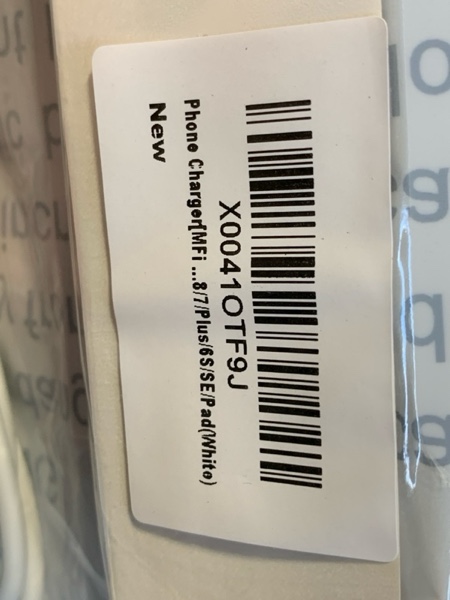 X0041OTF9J
Phone Charger[MFi ...8/7/Plus/6S/SE/Pad(White)
New